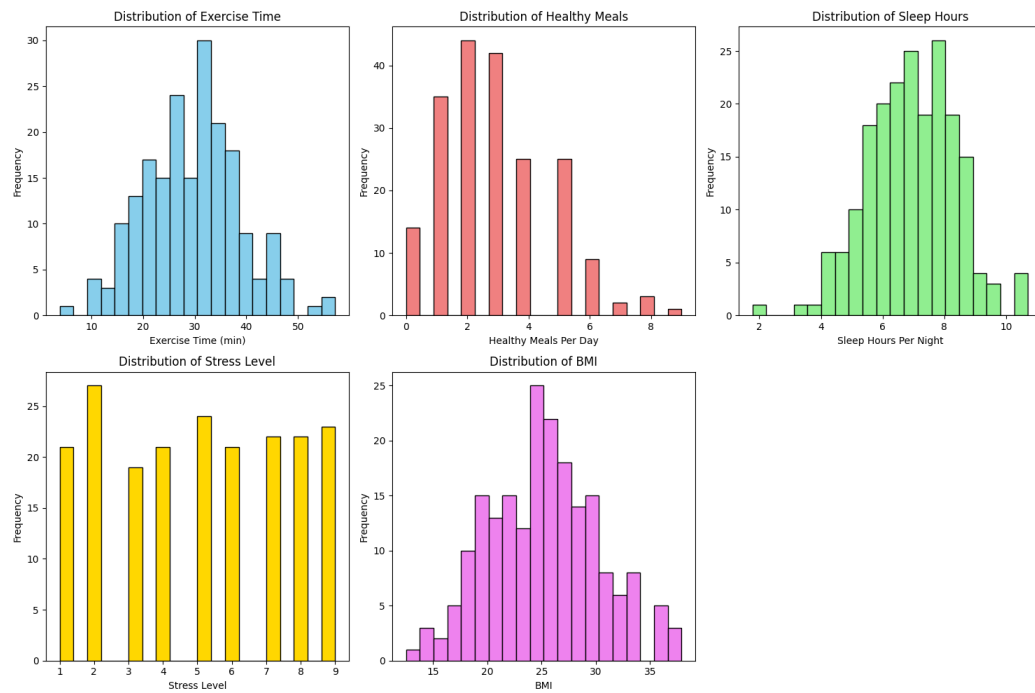 Distribution of Exercise Time
30
25
20
15
10
5
0
Frequency
10 20 30 40 50
Exercise Time (min)
Distribution of Healthy Meals
40
30
20
10
0
Frequency
0 2 4 6 8
Healthy Meals Per Day
Distribution of Sleep Hours
25
20
15
10
5
0
Frequency
2 4 6 8 10
Sleep Hours Per Night
Distribution of Stress Level
25
20
15
10
5
0
Frequency
1 2 3 4 5 6 7 8 9
Stress Level
Distribution of BMI
25
20
15
10
5
0
Frequency
15 20 25 30 35
BMI